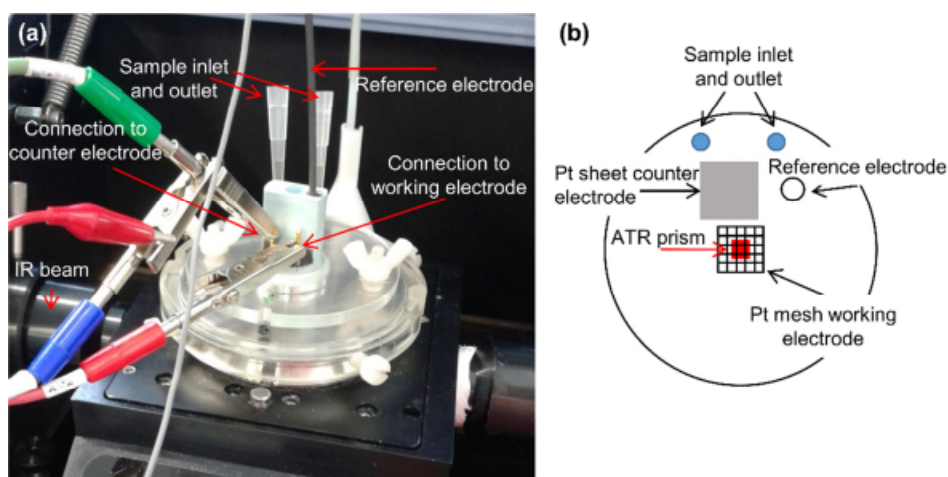 (a)
Sample inlet
and outlet
Reference electrode
Connection to
counter electrode
Connection to
working electrode
IR beam
(b)
Sample inlet
and outlet
Reference electrode
Pt sheet counter
electrode
ATR prism
Pt mesh working
electrode